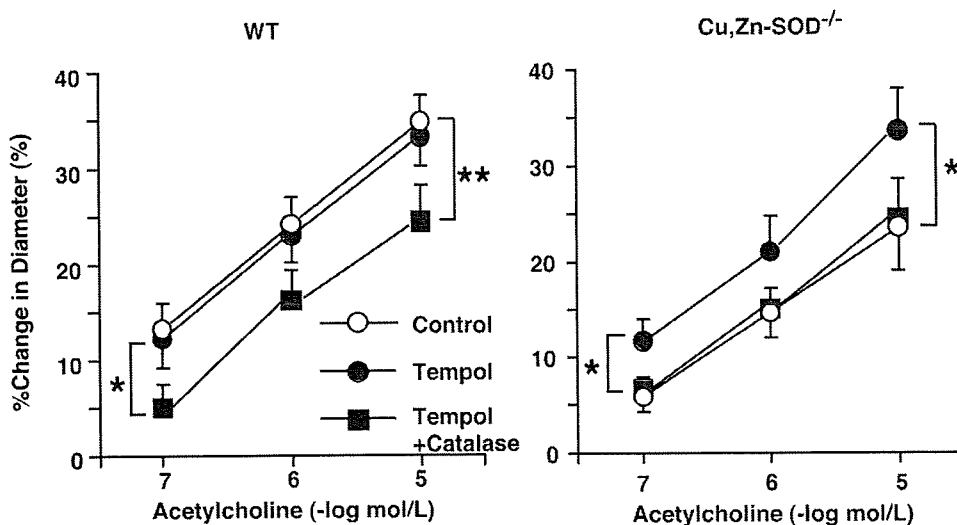 WT
Cu,Zn-SOD-/-
%Change in Diameter (%)
40
30
20
10
0
**
*
Control
Tempol
Tempol
+Catalase
7
6
5
Acetylcholine (-log mol/L)
40
30
20
10
0
*
*
7
6
5
Acetylcholine (-log mol/L)